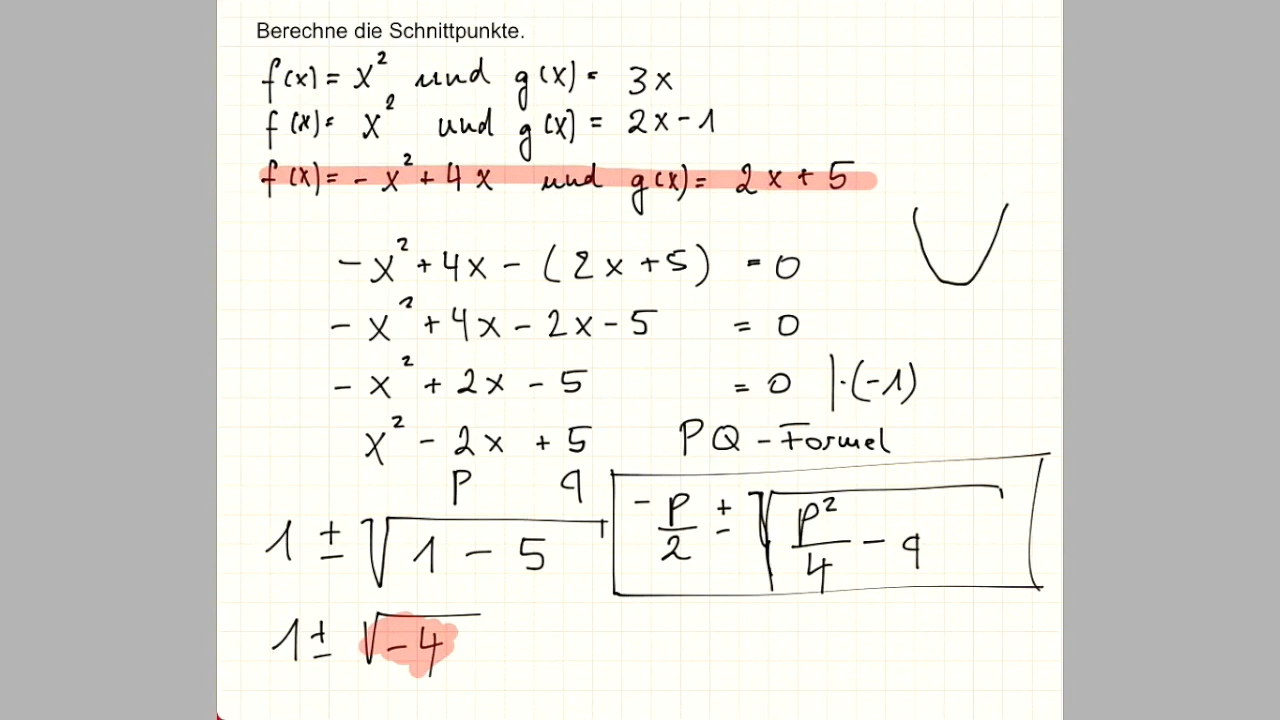 Berechne die Schnittpunkte.
f(x) = x² und g(x) = 3x
f(x) = x² und g(x) = 2x - 1
f(x) = - x² + 4x und g(x) = 2x + 5
- x² + 4x - (2x + 5) = 0
- x² + 4x - 2x - 5 = 0
- x² + 2x - 5 = 0 | · (-1)
x² - 2x + 5 PQ - Formel
P q
-P/2 ± √(P²/4 - q)
1 ± √(1 - 5)
1 ± √(-4)